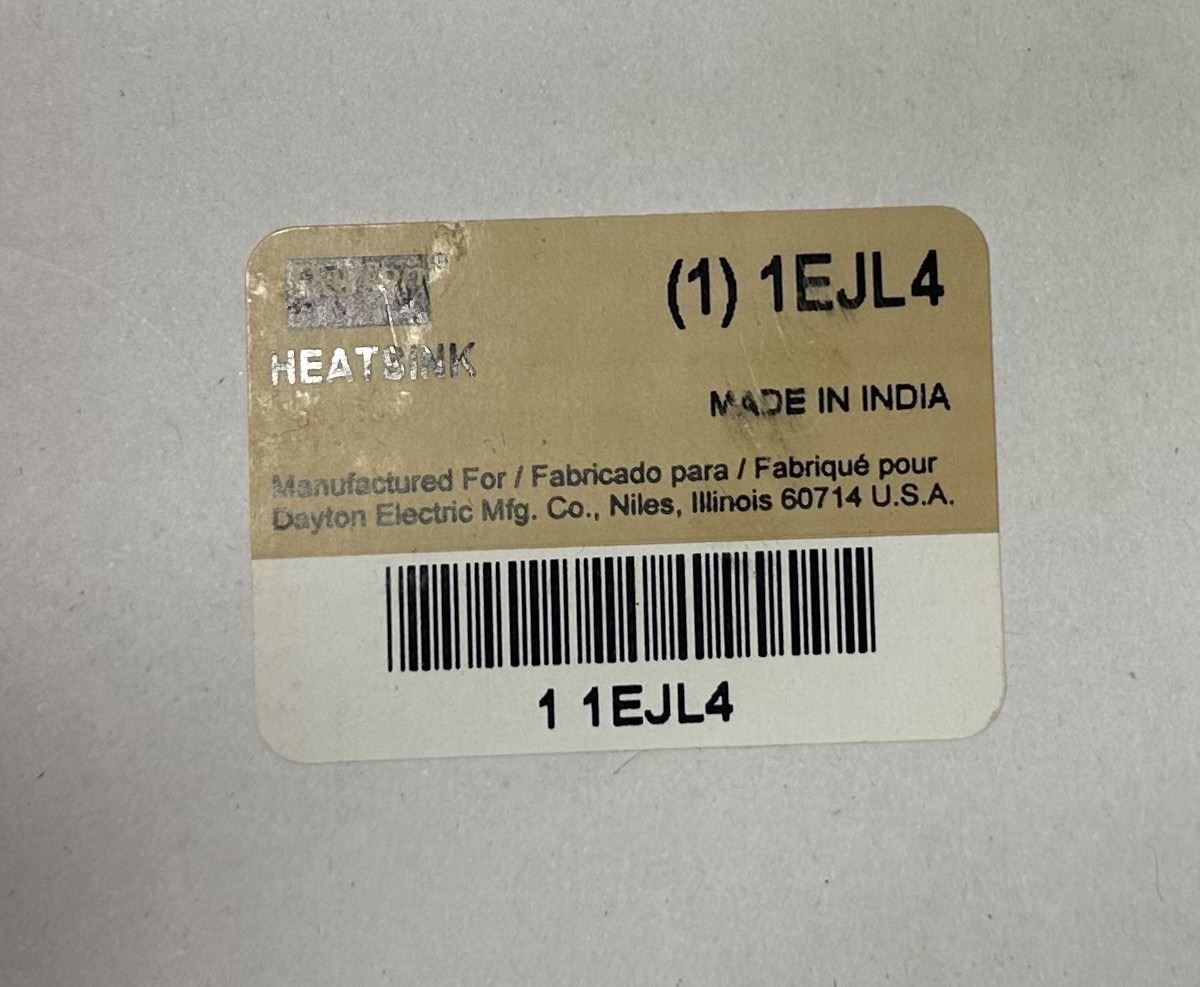 (1) 1EJL4
HEATSINK
MADE IN INDIA
Manufactured For / Fabricado para / Fabriqué pour
Dayton Electric Mfg. Co., Niles, Illinois 60714 U.S.A.
1 1EJL4